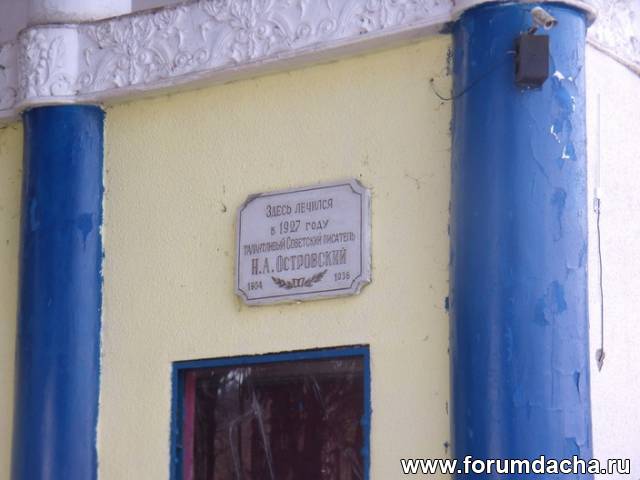 Здесь лечился
в 1927 году
талантливый Советский писатель
Н.А. Островский
1904 1936
www.forumdacha.ru